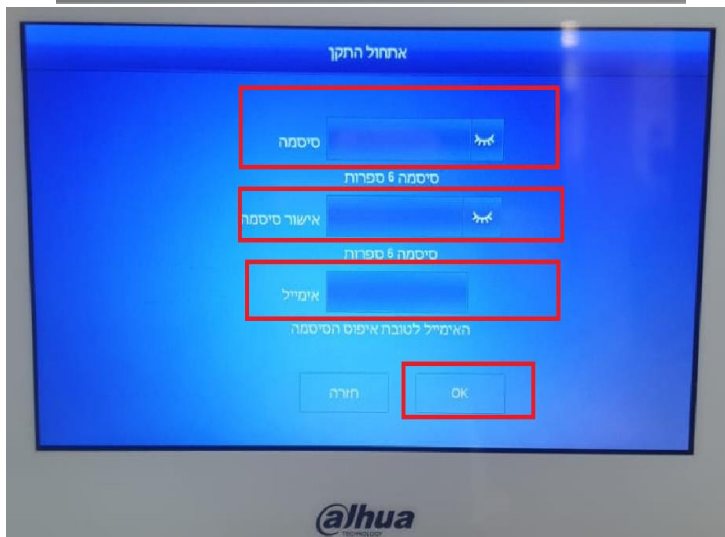 אתחול התקן
סיסמה
סיסמה 6 ספרות
אישור סיסמה
סיסמה 6 ספרות
אימייל
האימייל לטובת איפוס הסיסמה
OK
חזרה
alhua
TECHNOLOGY